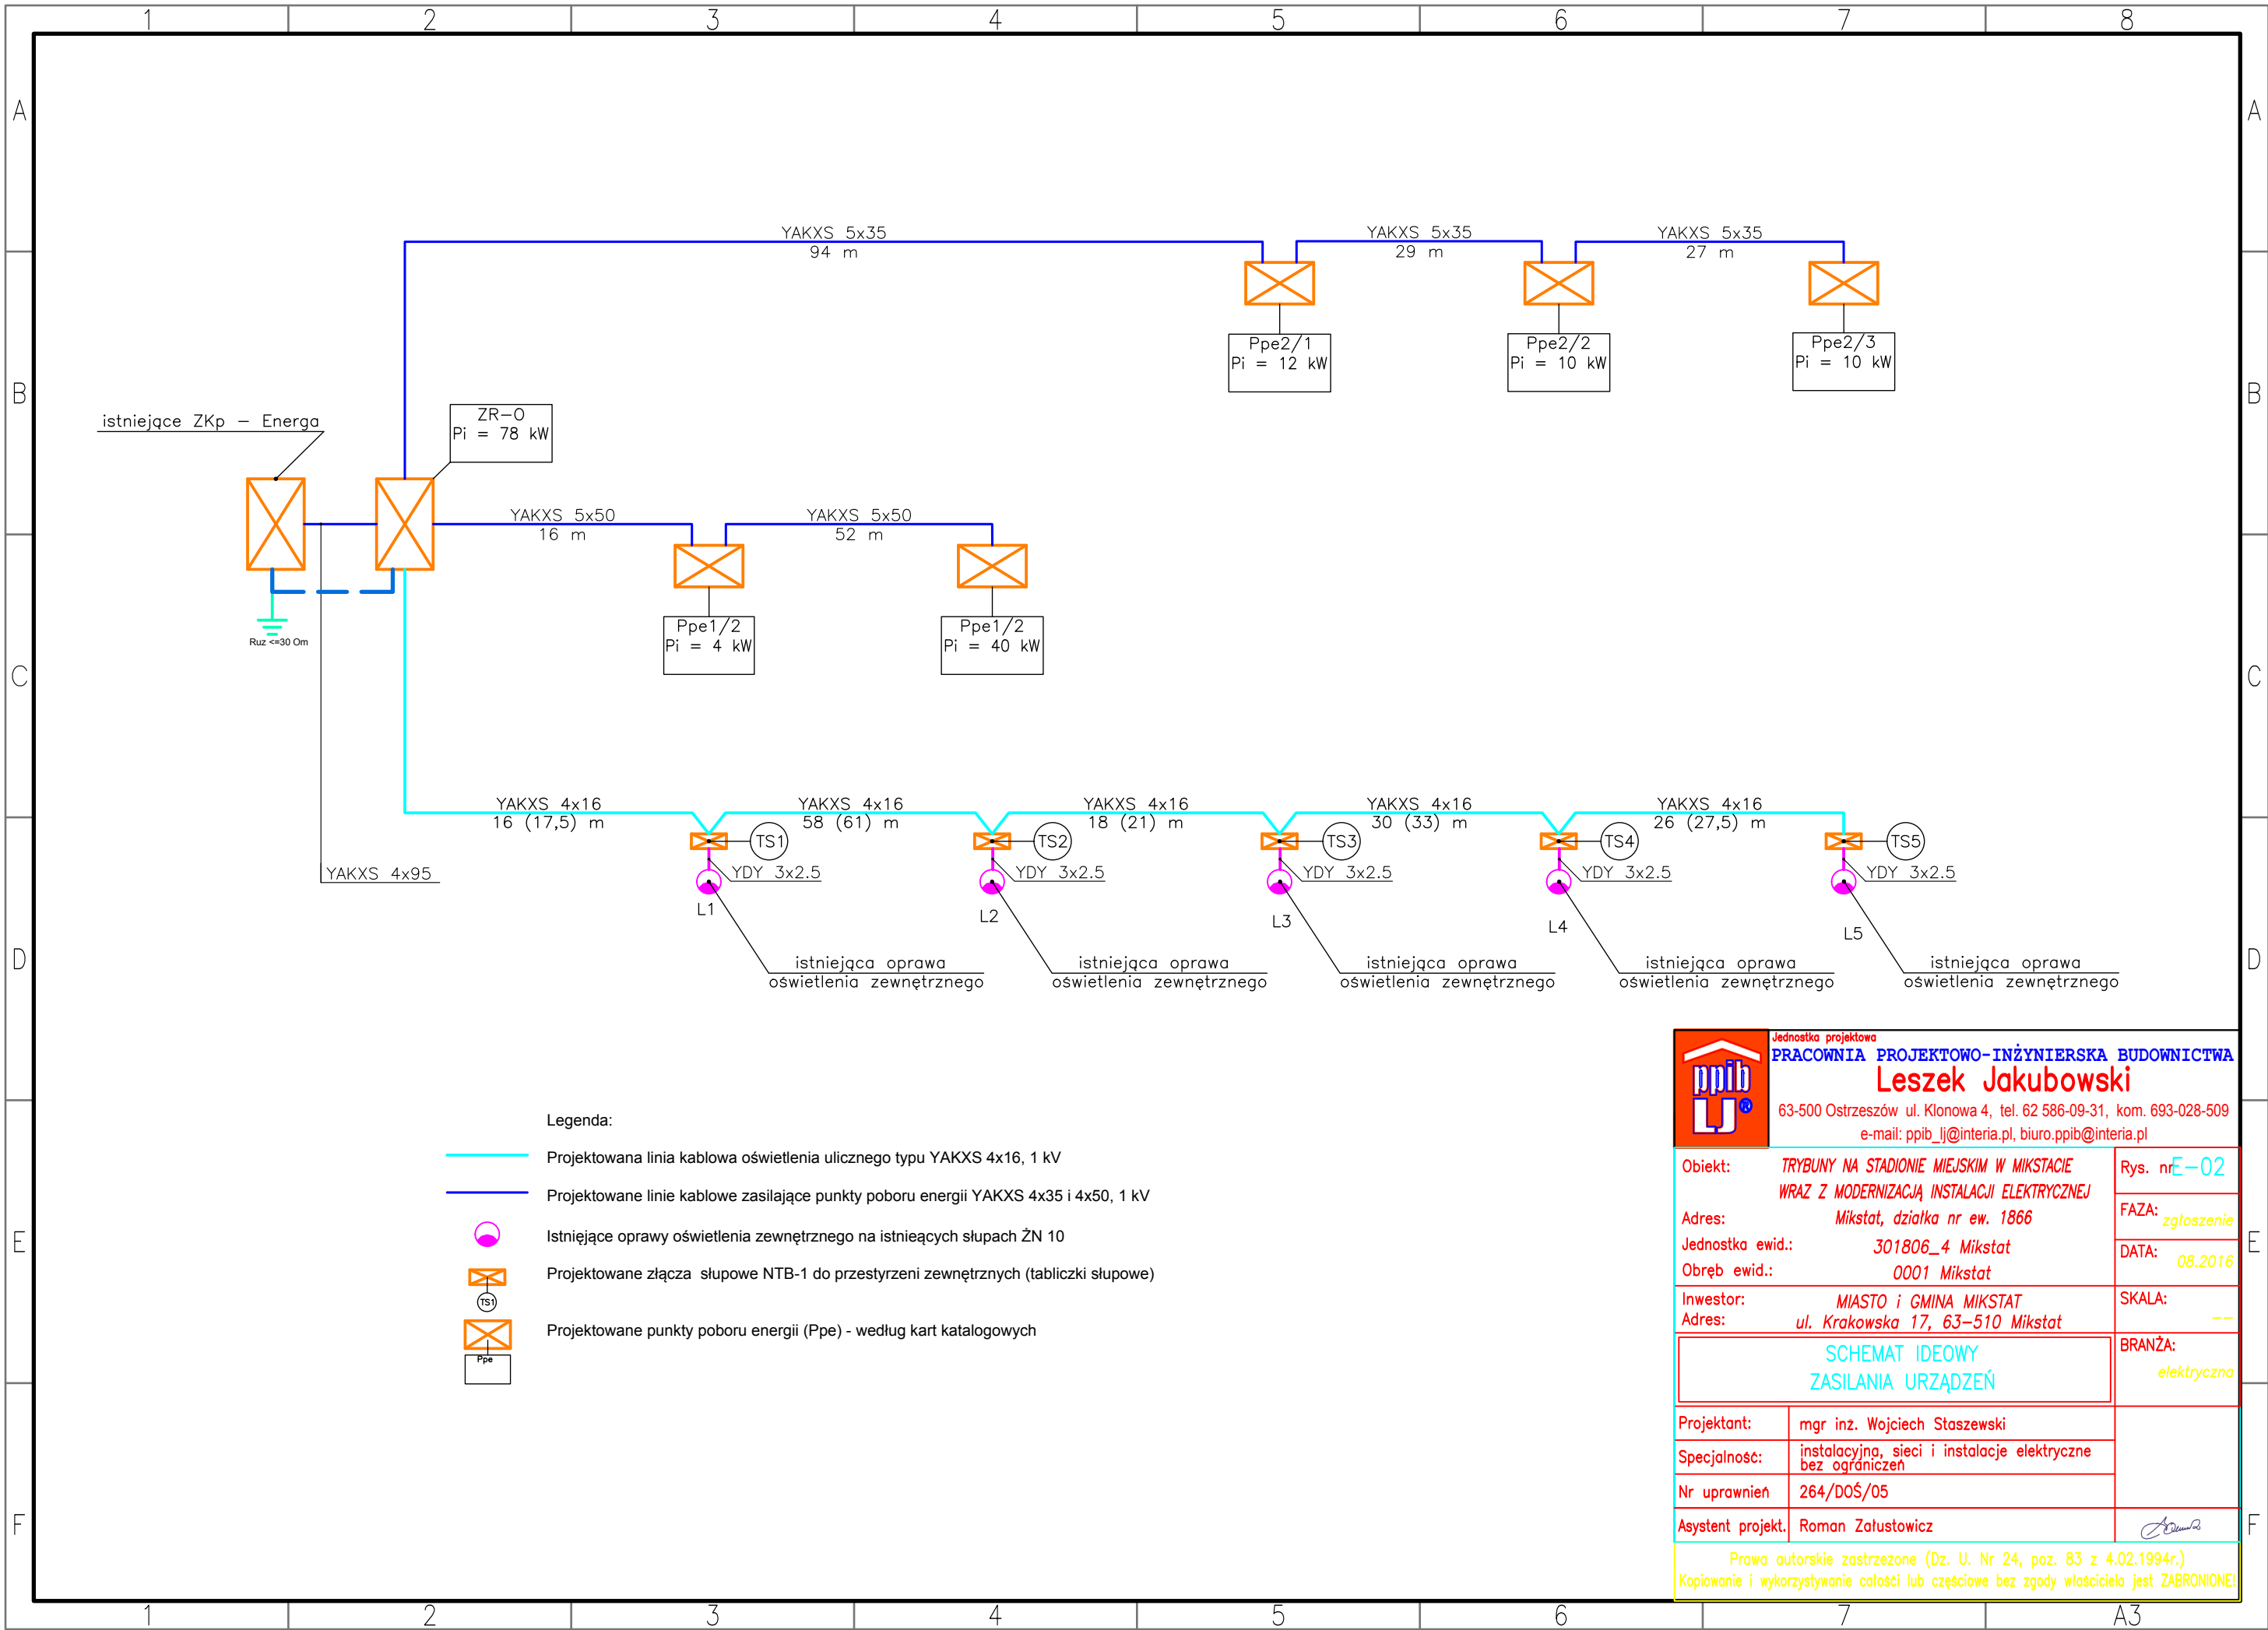 1 2 3 4 5 6 7 8
A A
YAKXS 5x35
94 m
YAKXS 5x35
29 m
YAKXS 5x35
27 m
Ppe2/1
Pi = 12 kW
Ppe2/2
Pi = 10 kW
Ppe2/3
Pi = 10 kW
B B
istniejące ZKp – Energa
ZR–O
Pi = 78 kW
YAKXS 5x50
16 m
YAKXS 5x50
52 m
Ruz <=30 Om
Ppe1/2
Pi = 4 kW
Ppe1/2
Pi = 40 kW
C C
YAKXS 4x16
16 (17,5) m
YAKXS 4x16
58 (61) m
YAKXS 4x16
18 (21) m
YAKXS 4x16
30 (33) m
YAKXS 4x16
26 (27,5) m
TS1
TS2
TS3
TS4
TS5
YAKXS 4x95
YDY 3x2.5
YDY 3x2.5
YDY 3x2.5
YDY 3x2.5
YDY 3x2.5
L1
L2
L3
L4
L5
D D
istniejąca oprawa
oświetlenia zewnętrznego
istniejąca oprawa
oświetlenia zewnętrznego
istniejąca oprawa
oświetlenia zewnętrznego
istniejąca oprawa
oświetlenia zewnętrznego
istniejąca oprawa
oświetlenia zewnętrznego
Legenda:
Projektowana linia kablowa oświetlenia ulicznego typu YAKXS 4x16, 1 kV
Projektowane linie kablowe zasilające punkty poboru energii YAKXS 4x35 i 4x50, 1 kV
Istnięjące oprawy oświetlenia zewnętrznego na istnieących słupach ŻN 10
Projektowane złącza słupowe NTB-1 do przestyrzeni zewnętrznych (tabliczki słupowe)
TS1
Projektowane punkty poboru energii (Ppe) - według kart katalogowych
Ppe
E E
ppib
LJ ®
Jednostka projektowa
PRACOWNIA PROJEKTOWO-INŻYNIERSKA BUDOWNICTWA
Leszek Jakubowski
63-500 Ostrzeszów ul. Klonowa 4, tel. 62 586-09-31, kom. 693-028-509
e-mail: ppib_lj@interia.pl, biuro.ppib@interia.pl
Obiekt: TRYBUNY NA STADIONIE MIEJSKIM W MIKSTACIE
WRAZ Z MODERNIZACJĄ INSTALACJI ELEKTRYCZNEJ
Rys. nr E–02
Adres: Mikstat, działka nr ew. 1866
FAZA: zgłoszenie
Jednostka ewid.: 301806_4 Mikstat
Obręb ewid.: 0001 Mikstat
DATA: 08.2016
Inwestor: MIASTO i GMINA MIKSTAT
Adres: ul. Krakowska 17, 63–510 Mikstat
SKALA: ––
SCHEMAT IDEOWY
ZASILANIA URZĄDZEŃ
BRANŻA: elektryczna
Projektant: mgr inż. Wojciech Staszewski
Specjalność: instalacyjna, sieci i instalacje elektryczne
bez ograniczeń
Nr uprawnień 264/DOŚ/05
Asystent projekt. Roman Załustowicz
Prawa autorskie zastrzeżone (Dz. U. Nr 24, poz. 83 z 4.02.1994r.)
Kopiowanie i wykorzystywanie całości lub częściowe bez zgody właściciela jest ZABRONIONE!
F F
1 2 3 4 5 6 7 A3